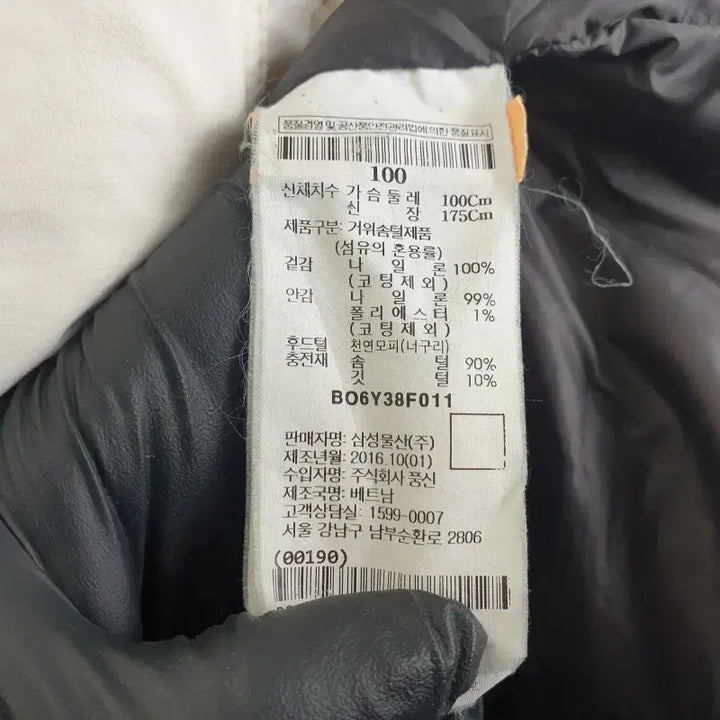 품질경영 및 공산품안전관리법에 의한 품질 표시
100
신체치수 가슴둘레 100Cm
신장 175Cm
제품구분: 거위솜털제품
(섬유의 혼용률)
겉감 나일론 100%
(코팅제외)
안감 나일론 99%
폴리에스터 1%
(코팅제외)
후드털 천연모피(너구리)
충전재 솜털 90%
깃털 10%
BO6Y38F011
판매자명: 삼성물산(주)
제조년월: 2016.10(01)
수입자명: 주식회사 풍신
제조국명: 베트남
고객상담실: 1599-0007
서울 강남구 남부순환로 2806
(00190)